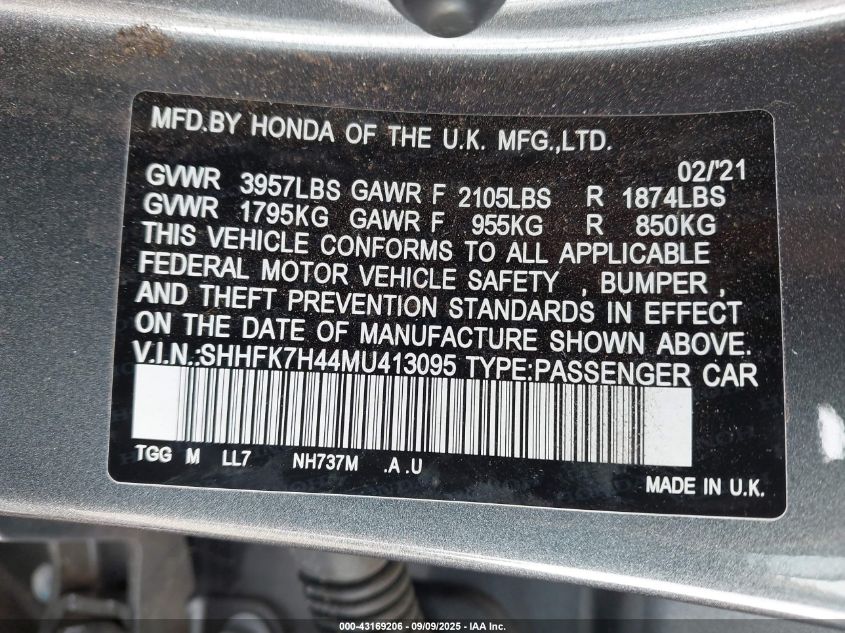 MFD.BY HONDA OF THE U.K. MFG.,LTD.
02/'21
GVWR 3957LBS GAWR F 2105LBS R 1874LBS
GVWR 1795KG GAWR F 955KG R 850KG
THIS VEHICLE CONFORMS TO ALL APPLICABLE
FEDERAL MOTOR VEHICLE SAFETY , BUMPER ,
AND THEFT PREVENTION STANDARDS IN EFFECT
ON THE DATE OF MANUFACTURE SHOWN ABOVE.
V.I.N.:SHHFK7H44MU413095 TYPE:PASSENGER CAR
TGG M LL7 NH737M .A .U
MADE IN U.K.
000-43169206 - 09/09/2025 - IAA Inc.